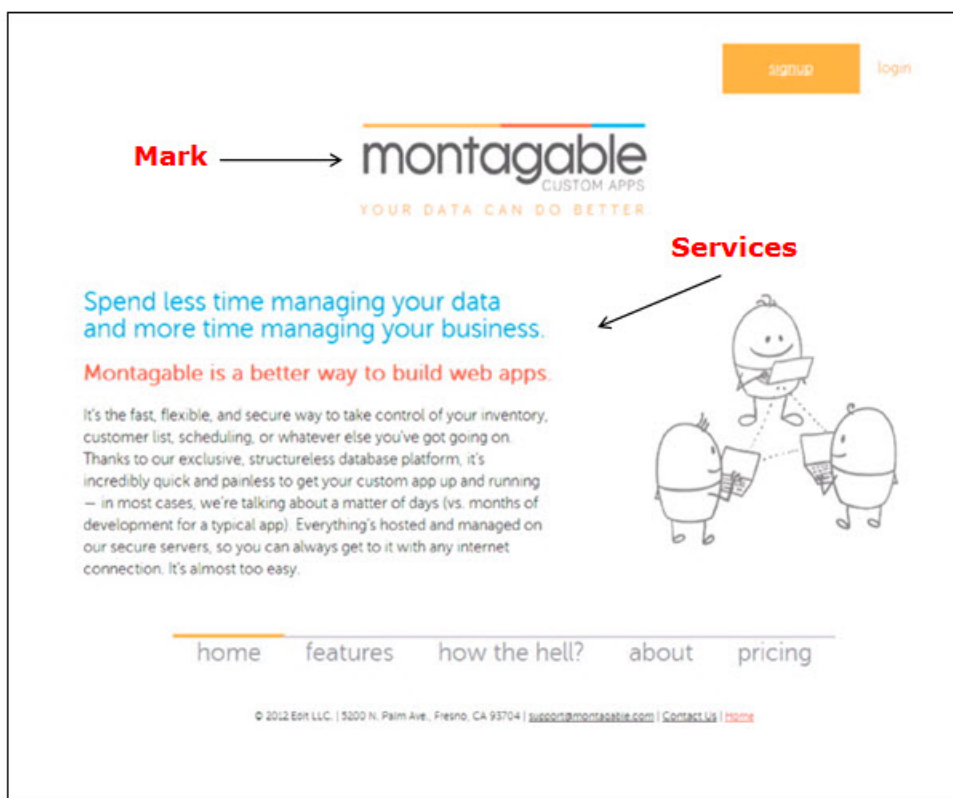 signup
login
Mark
montagable
CUSTOM APPS
YOUR DATA CAN DO BETTER
Services
Spend less time managing your data
and more time managing your business.
Montagable is a better way to build web apps.
It's the fast, flexible, and secure way to take control of your inventory,
customer list, scheduling, or whatever else you've got going on.
Thanks to our exclusive, structureless database platform, it's
incredibly quick and painless to get your custom app up and running
— in most cases, we're talking about a matter of days (vs. months of
development for a typical app). Everything's hosted and managed on
our secure servers, so you can always get to it with any internet
connection. It's almost too easy.
home features how the hell? about pricing
© 2012 Edit LLC. | 5200 N. Palm Ave., Fresno, CA 93704 | support@montagable.com | Contact Us | Home